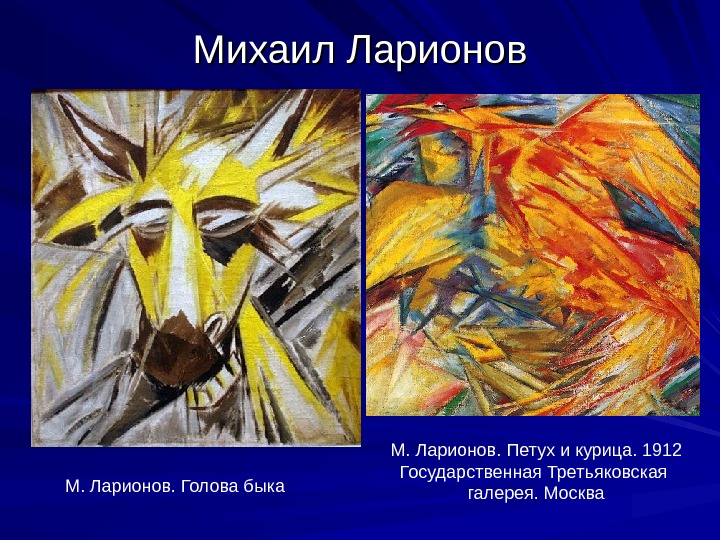 Михаил Ларионов
М. Ларионов. Петух и курица. 1912
Государственная Третьяковская
галерея. Москва
М. Ларионов. Голова быка